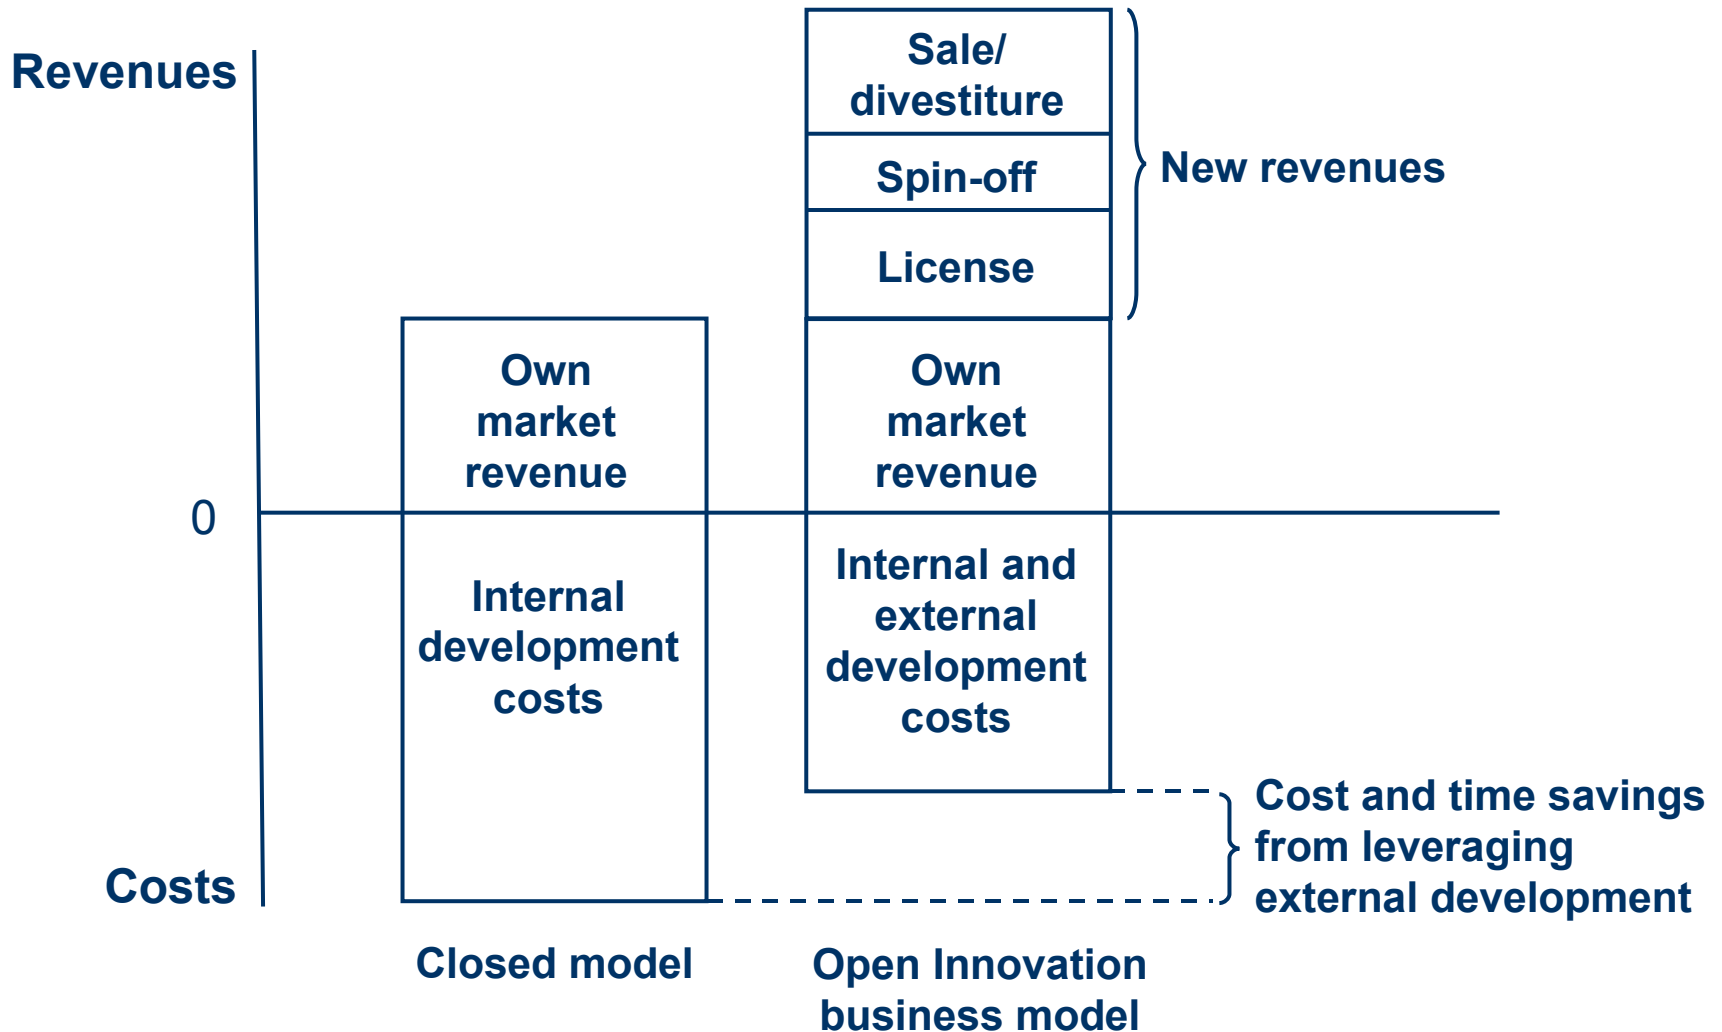 Revenues
0
Costs
Own
market
revenue
Internal
development
costs
Closed model
Sale/
divestiture
Spin-off
License
Own
market
revenue
Internal and
external
development
costs
Open Innovation
business model
New revenues
Cost and time savings
from leveraging
external development